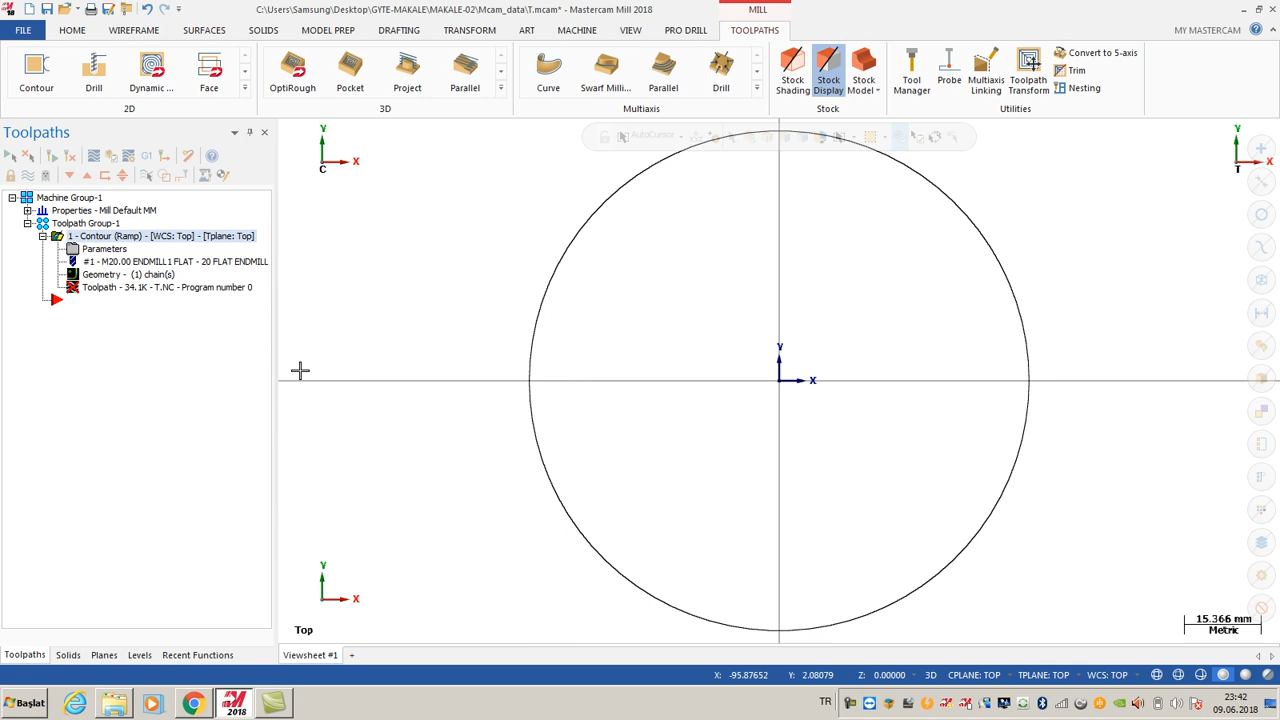 C:\Users\Samsung\Desktop\GYTE-MAKALE\MAKALE-02\Mcam_data\T.mcam* - Mastercam Mill 2018
MILL
FILE HOME WIREFRAME SURFACES SOLIDS MODEL PREP DRAFTING TRANSFORM ART MACHINE VIEW PRO DRILL TOOLPATHS MY MASTERCAM
Contour Drill Dynamic ... Face OptiRough Pocket Project Parallel Curve Swarf Milli... Parallel Drill
Stock Shading Stock Display Stock Model Tool Manager Probe Multiaxis Linking Toolpath Transform
Convert to 5-axis
Trim
Nesting
2D 3D Multiaxis Stock Utilities
Toolpaths
G1
AutoCursor
Machine Group-1
Properties - Mill Default MM
Toolpath Group-1
1 - Contour (Ramp) - [WCS: Top] - [Tplane: Top]
Parameters
#1 - M20.00 ENDMILL1 FLAT - 20 FLAT ENDMILL
Geometry - (1) chain(s)
Toolpath - 34.1K - T.NC - Program number 0
Y
X
C
Y
X
T
Y
X
Y
X
Top
15.366 mm
Metric
Toolpaths Solids Planes Levels Recent Functions
Viewsheet #1 +
X: -95.87652 Y: 2.08079 Z: 0.00000 3D CPLANE: TOP TPLANE: TOP WCS: TOP
Başlat
2018
TR
23:42
09.06.2018